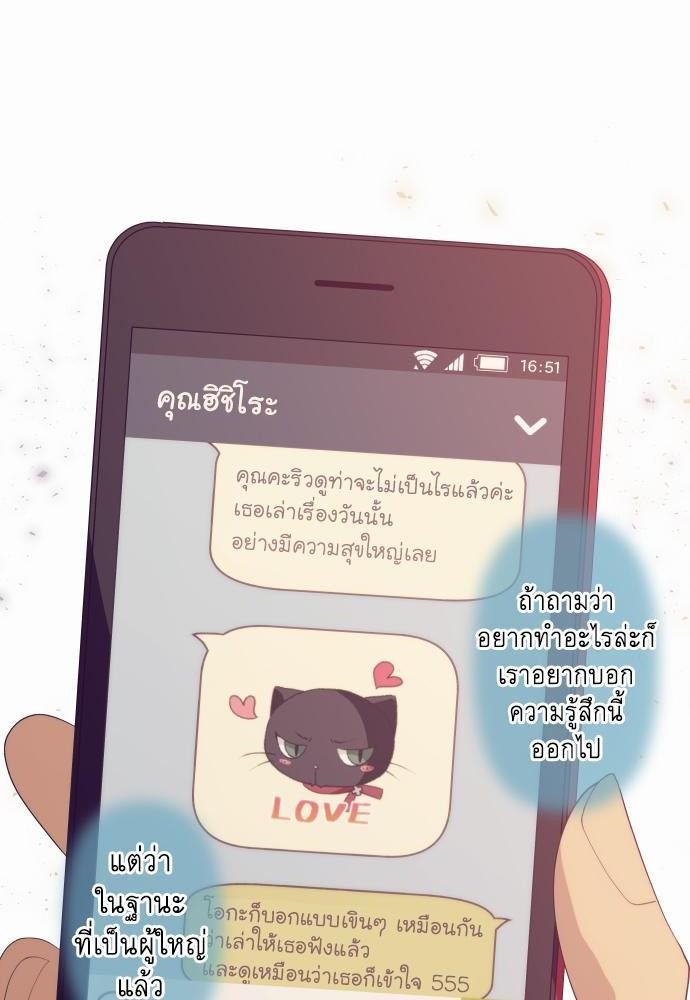 16:51
คุณฮิชิโระ
คุณคะริวดูท่าจะไม่เป็นไรแล้วค่ะ
เธอเล่าเรื่องวันนั้น
อย่างมีความสุขใหญ่เลย
ถ้าถามว่า
อยากทำอะไรล่ะก็
เราอยากบอก
ความรู้สึกนี้
ออกไป
LOVE
แต่ว่า
ในฐานะ
ที่เป็นผู้ใหญ่
แล้ว
โอกะก็บอกแบบเขินๆ เหมือนกัน
ว่าเล่าให้เธอฟังแล้ว
และดูเหมือนว่าเธอก็เข้าใจ 555